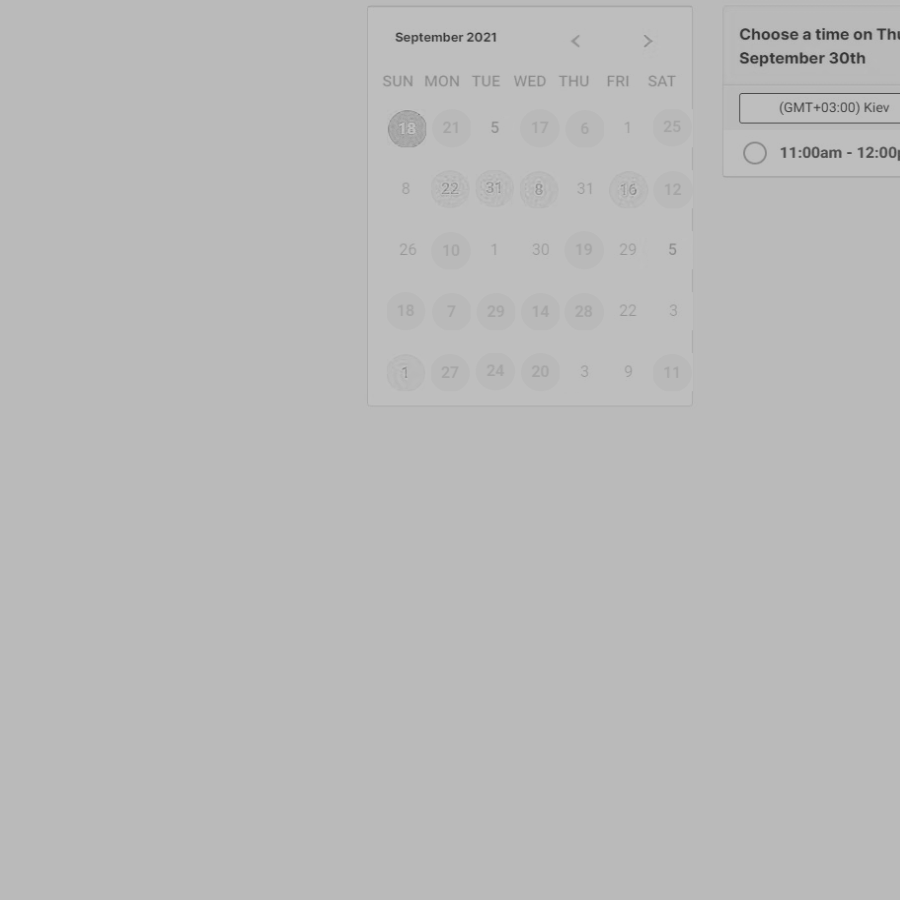 September 2021
SUN MON TUE WED THU FRI SAT
18 21 5 17 6 1 25
8 22 31 8 31 16 12
26 10 1 30 19 29 5
18 7 29 14 28 22 3
1 27 24 20 3 9 11
Choose a time on Thu
September 30th
(GMT+03:00) Kiev
11:00am - 12:00p